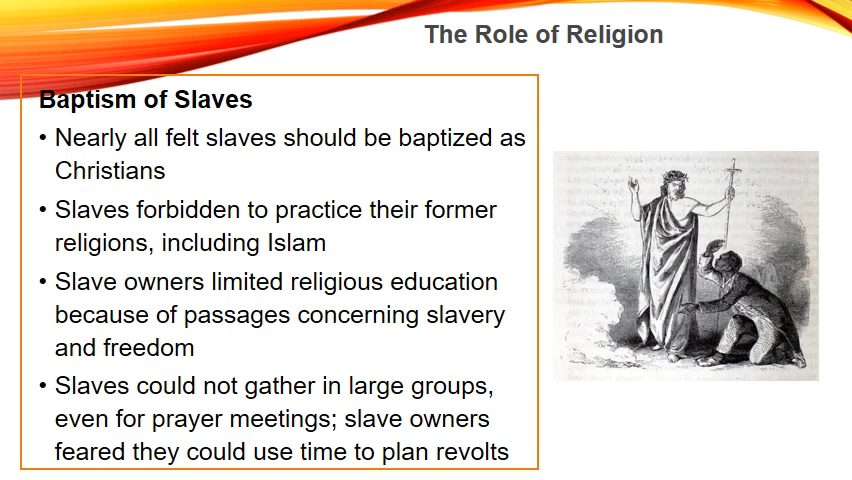 The Role of Religion
Baptism of Slaves
• Nearly all felt slaves should be baptized as
Christians
• Slaves forbidden to practice their former
religions, including Islam
• Slave owners limited religious education
because of passages concerning slavery
and freedom
• Slaves could not gather in large groups,
even for prayer meetings; slave owners
feared they could use time to plan revolts